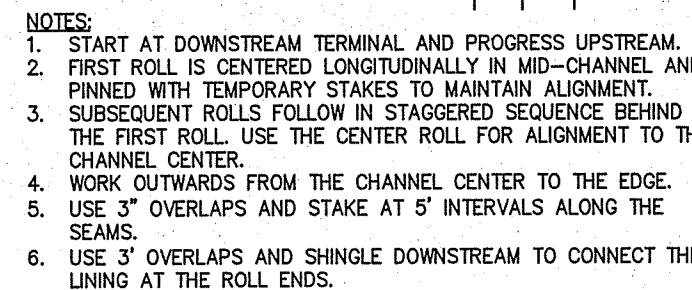 NOTES:
1. START AT DOWNSTREAM TERMINAL AND PROGRESS UPSTREAM.
2. FIRST ROLL IS CENTERED LONGITUDINALLY IN MID-CHANNEL AN
PINNED WITH TEMPORARY STAKES TO MAINTAIN ALIGNMENT.
3. SUBSEQUENT ROLLS FOLLOW IN STAGGERED SEQUENCE BEHIND
THE FIRST ROLL. USE THE CENTER ROLL FOR ALIGNMENT TO TH
CHANNEL CENTER.
4. WORK OUTWARDS FROM THE CHANNEL CENTER TO THE EDGE.
5. USE 3" OVERLAPS AND STAKE AT 5' INTERVALS ALONG THE
SEAMS.
6. USE 3' OVERLAPS AND SHINGLE DOWNSTREAM TO CONNECT TH
LINING AT THE ROLL ENDS.